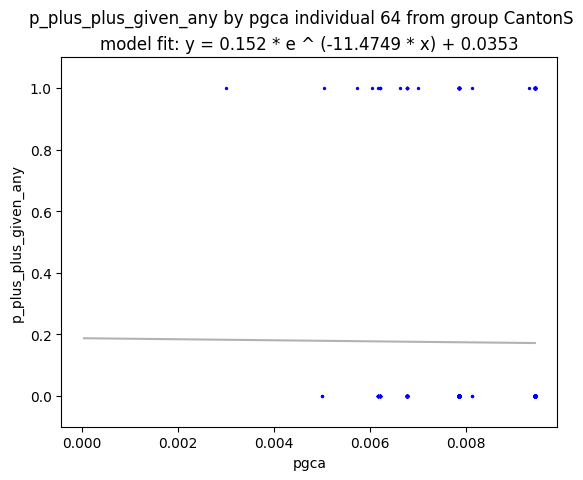 p_plus_plus_given_any by pgca individual 64 from group CantonS
model fit: y = 0.152 * e ^ (-11.4749 * x) + 0.0353
1.0
0.8
0.6
0.4
0.2
0.0
p_plus_plus_given_any
0.000 0.002 0.004 0.006 0.008
pgca